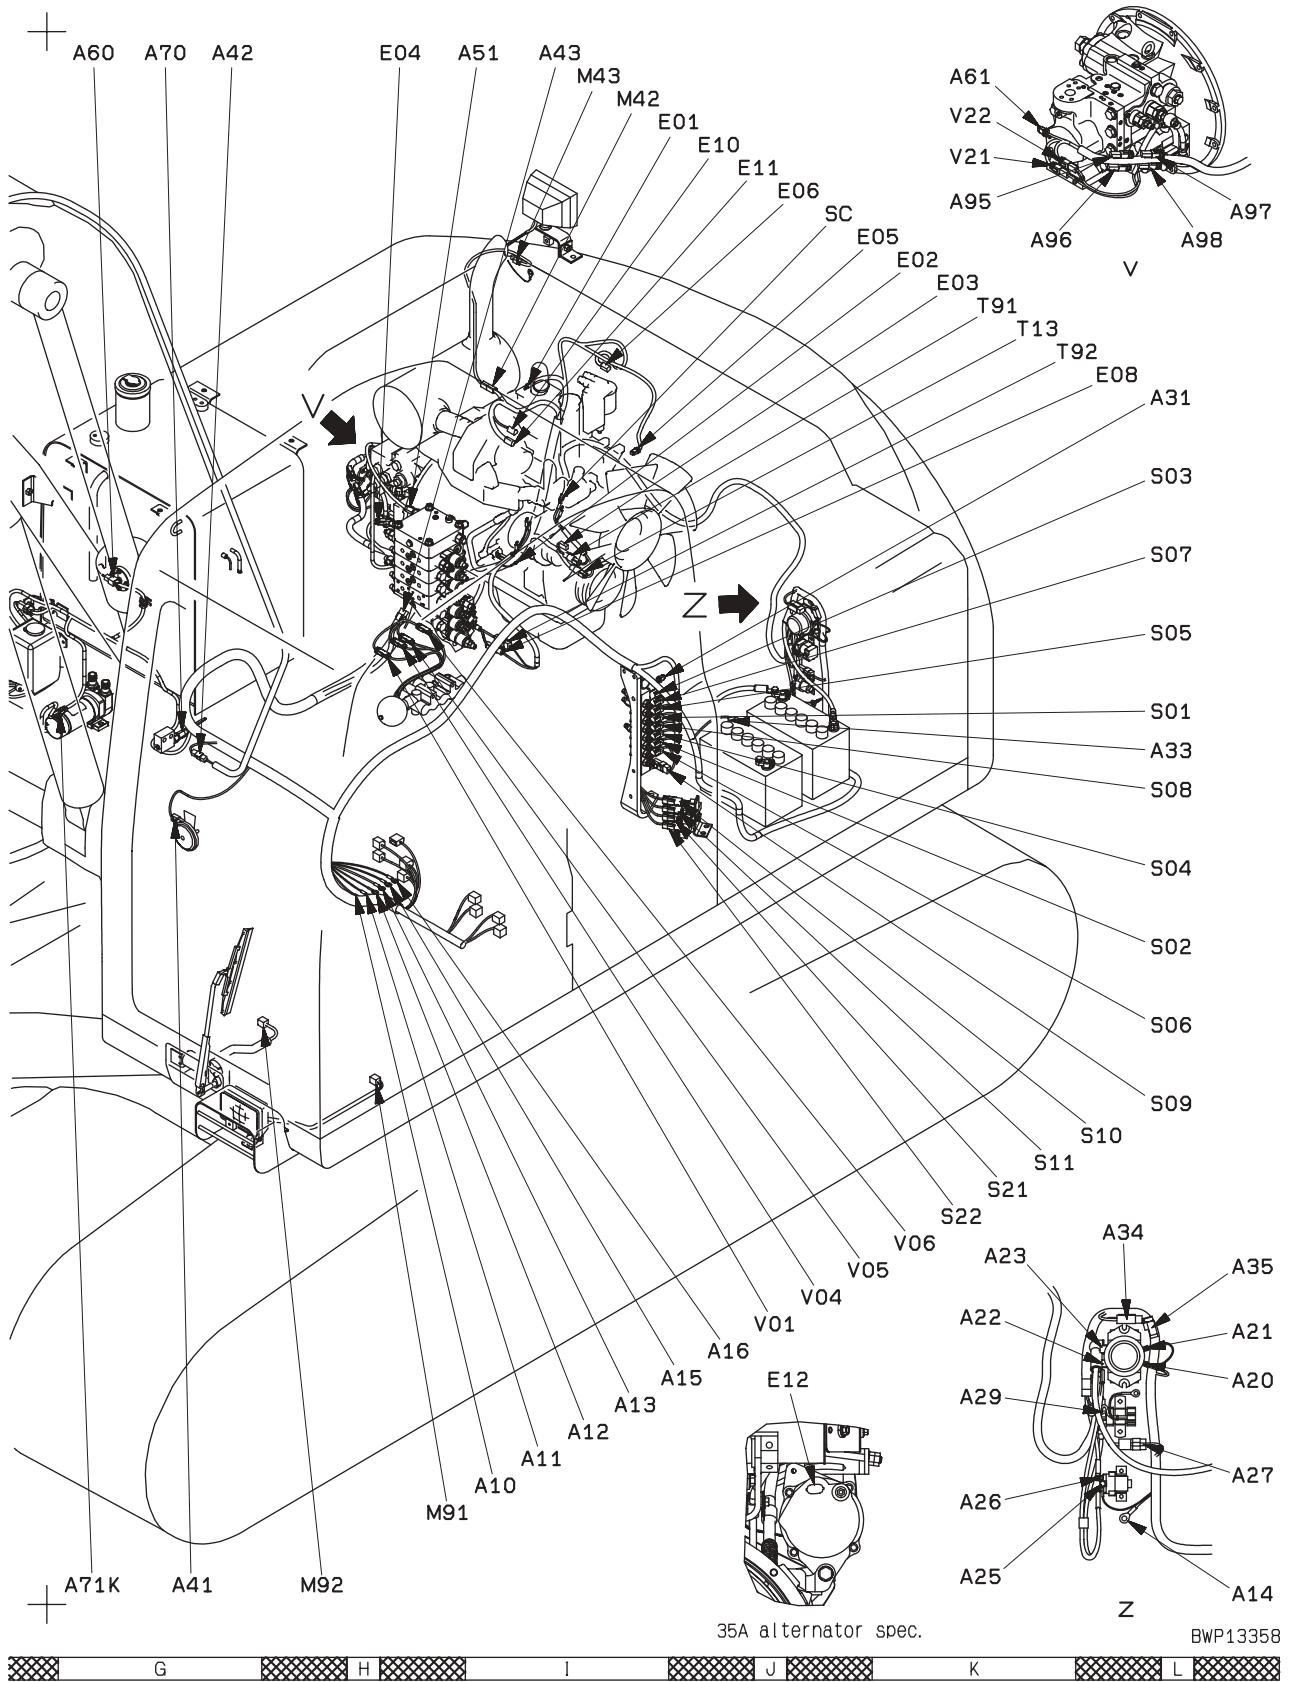 A60 A70 A42 E04 A51 A43
M43
M42
E01
E10
E11
E06
SC
E05
E02
E03
T91
T13
T92
E08
A31
S03
S07
S05
S01
A33
S08
S04
S02
S06
S09
S10
S11
S21
S22
V06
V05
V04
V01
A16
A15
A13
A12
A11
A10
M91
M92
A41
A71K
V
Z
A61
V22
V21
A95
A96
A97
A98
V
E12
35A alternator spec.
A34
A23
A35
A22
A21
A20
A29
A27
A26
A25
A14
Z
BWP13358
G H I J K L